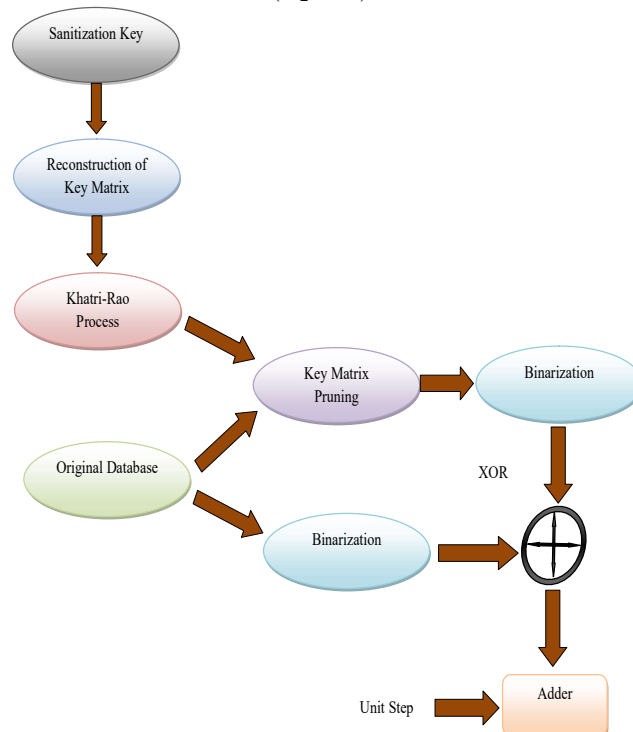 Sanitization Key
Reconstruction of
Key Matrix
Khatri-Rao
Process
Key Matrix
Pruning
Binarization
Original Database
XOR
Binarization
Unit Step
Adder